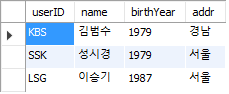 userID name birthYear addr
KBS 김범수 1979 경남
SSK 성시경 1979 서울
LSG 이승기 1987 서울